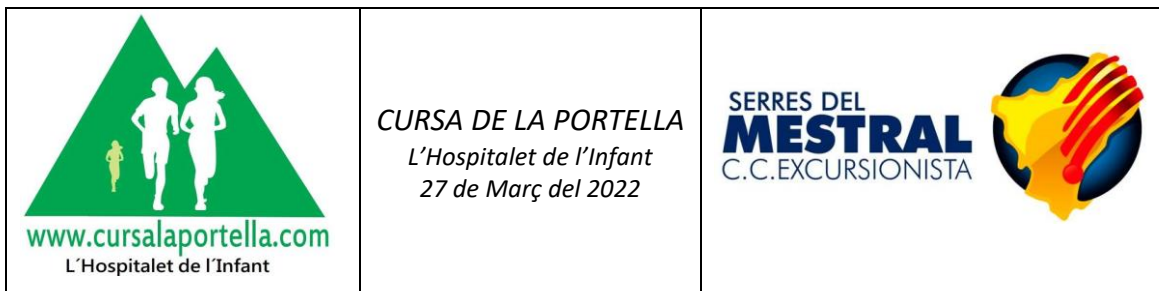 www.cursalaportella.com
L´Hospitalet de l´Infant
CURSA DE LA PORTELLA
L’Hospitalet de l’Infant
27 de Març del 2022
SERRES DEL
MESTRAL
C.C.EXCURSIONISTA